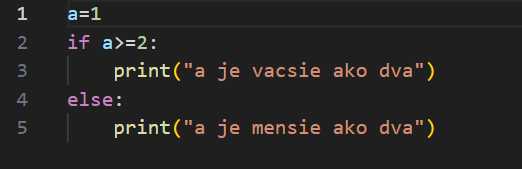 1 a=1
2 if a>=2:
3     print("a je vacsie ako dva")
4 else:
5     print("a je mensie ako dva")